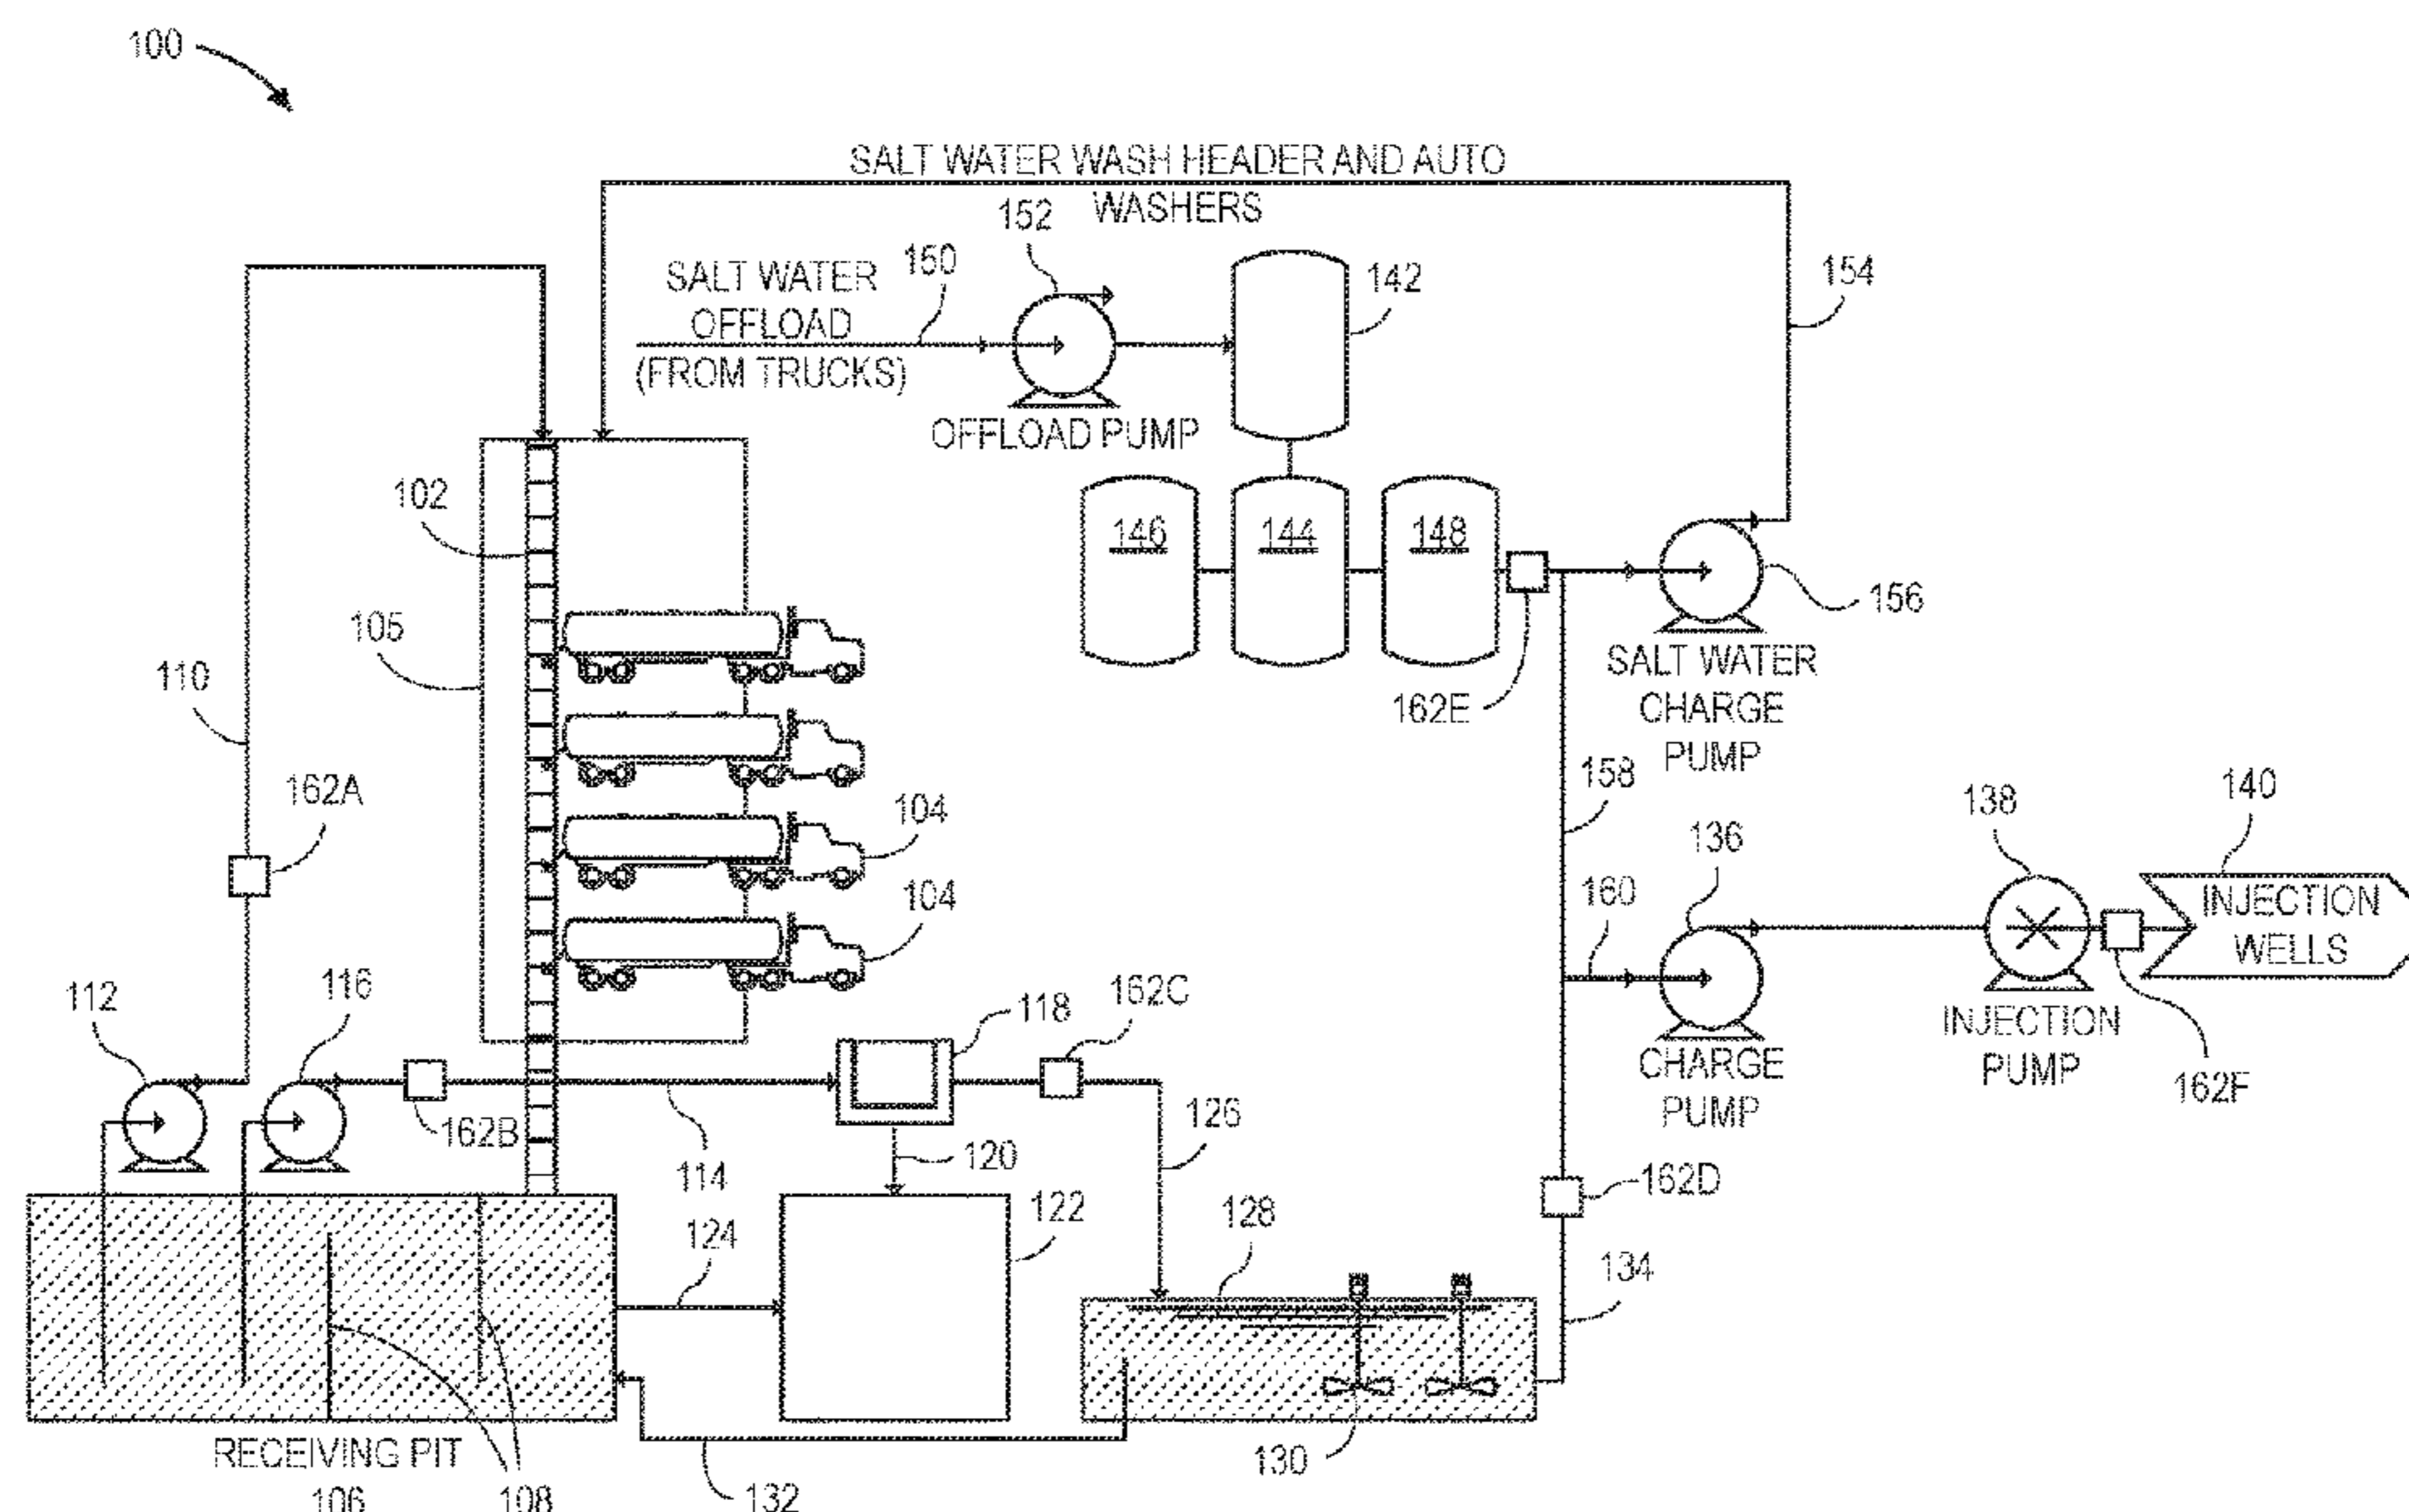 100
SALT WATER WASH HEADER AND AUTO
WASHERS
152
150
SALT WATER
OFFLOAD
(FROM TRUCKS)
142
154
OFFLOAD PUMP
102
146
144
148
156
105
110
162E
SALT WATER
CHARGE
PUMP
158
162A
104
138
140
136
160
INJECTION
WELLS
104
112
116
118
162C
INJECTION
PUMP
CHARGE
PUMP
162F
162B
126
120
114
162D
124
122
128
134
RECEIVING PIT
106
108
132
130